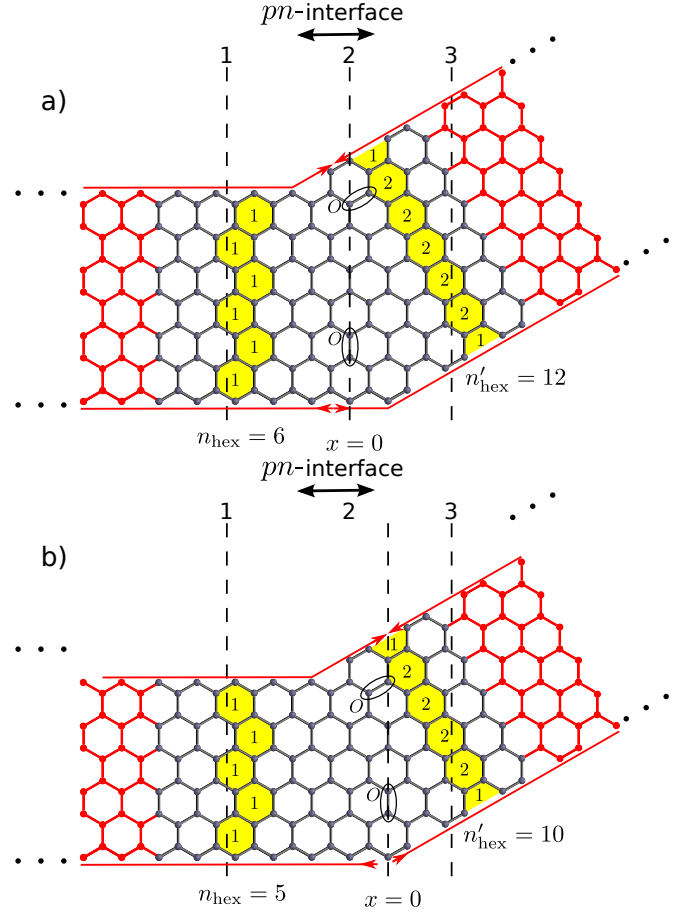 pn-interface
1 2 3
a)
1
2
1
O
2
1
2
1
2
1
O
2
1
1
n′hex = 12
nhex = 6
x = 0
pn-interface
1 2 3
b)
1
2
1
O
2
1
2
1
O
2
1
1
1
n′hex = 10
nhex = 5
x = 0